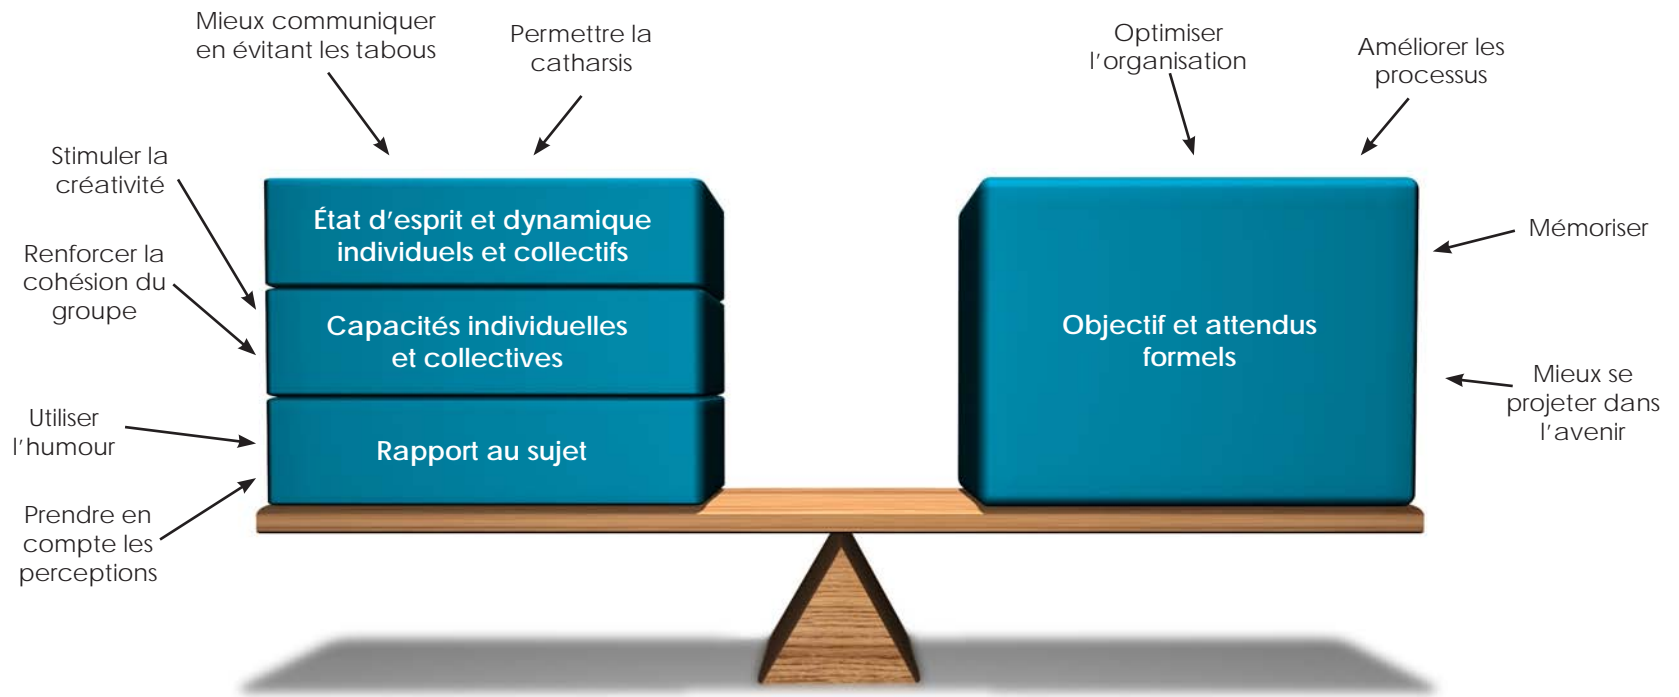 Mieux communiquer
en évitant les tabous
Permettre la
catharsis
Optimiser
l'organisation
Améliorer les
processus
Stimuler la
créativité
Renforcer la
cohésion du
groupe
Utiliser
l'humour
Prendre en
compte les
perceptions
État d'esprit et dynamique
individuels et collectifs
Capacités individuelles
et collectives
Rapport au sujet
Objectif et attendus
formels
Mémoriser
Mieux se
projeter dans
l'avenir